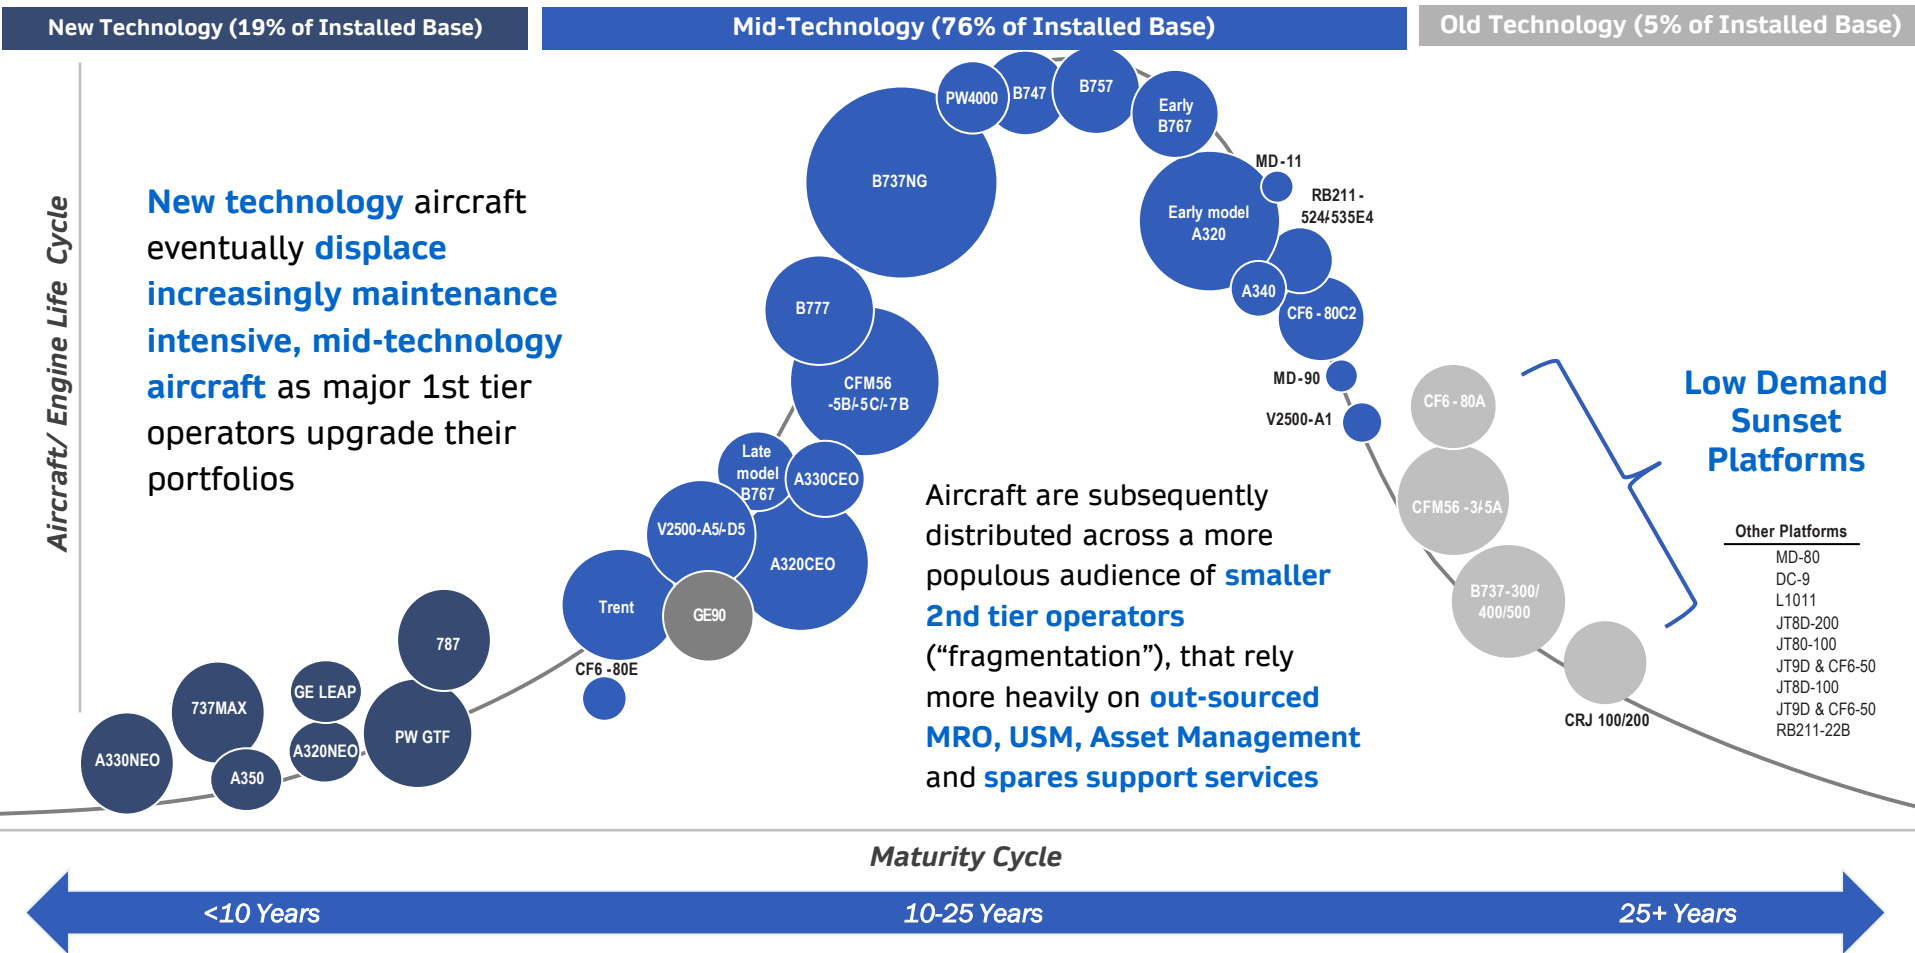 New Technology (19% of Installed Base)
Mid-Technology (76% of Installed Base)
Old Technology (5% of Installed Base)
Aircraft/ Engine Life Cycle
New technology aircraft
eventually displace
increasingly maintenance
intensive, mid-technology
aircraft as major 1st tier
operators upgrade their
portfolios
A330NEO
737MAX
A350
GE LEAP
A320NEO
787
PW GTF
Trent
CF6 -80E
GE90
V2500-A5/-D5
Late
model
B767
A330CEO
A320CEO
CFM56
-5B/-5C/-7B
B777
B737NG
PW4000
B747
B757
Early
B767
Early model
A320
MD-11
RB211 -
524/-535E4
A340
CF6 - 80C2
MD-90
V2500-A1
Aircraft are subsequently
distributed across a more
populous audience of smaller
2nd tier operators
(“fragmentation”), that rely
more heavily on out-sourced
MRO, USM, Asset Management
and spares support services
CF6 - 80A
CFM56 -3/-5A
B737-300/
400/500
CRJ 100/200
Low Demand
Sunset
Platforms
Other Platforms
MD-80
DC-9
L1011
JT8D-200
JT80-100
JT9D & CF6-50
JT8D-100
JT9D & CF6-50
RB211-22B
Maturity Cycle
<10 Years
10-25 Years
25+ Years